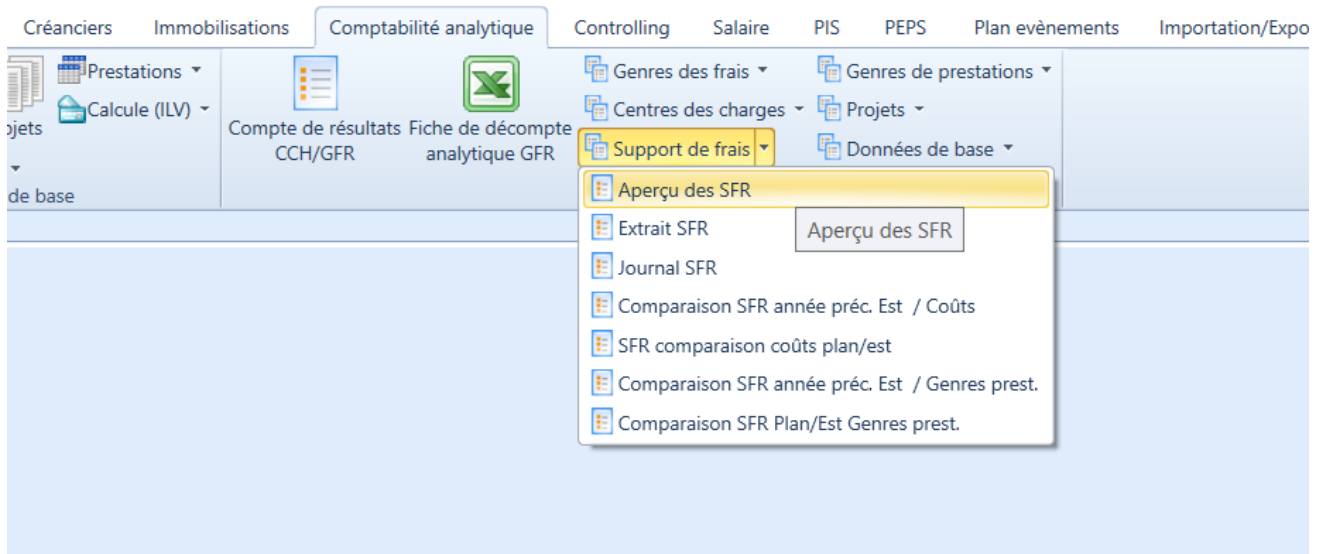 Créanciers Immobilisations Comptabilité analytique Controlling Salaire PIS PEPS Plan evènements Importation/Expo
Prestations
Calcule (ILV)
ojets
de base
Compte de résultats
CCH/GFR
Fiche de décompte
analytique GFR
Genres des frais
Centres des charges
Support de frais
Genres de prestations
Projets
Données de base
Aperçu des SFR
Extrait SFR
Aperçu des SFR
Journal SFR
Comparaison SFR année préc. Est / Coûts
SFR comparaison coûts plan/est
Comparaison SFR année préc. Est / Genres prest.
Comparaison SFR Plan/Est Genres prest.